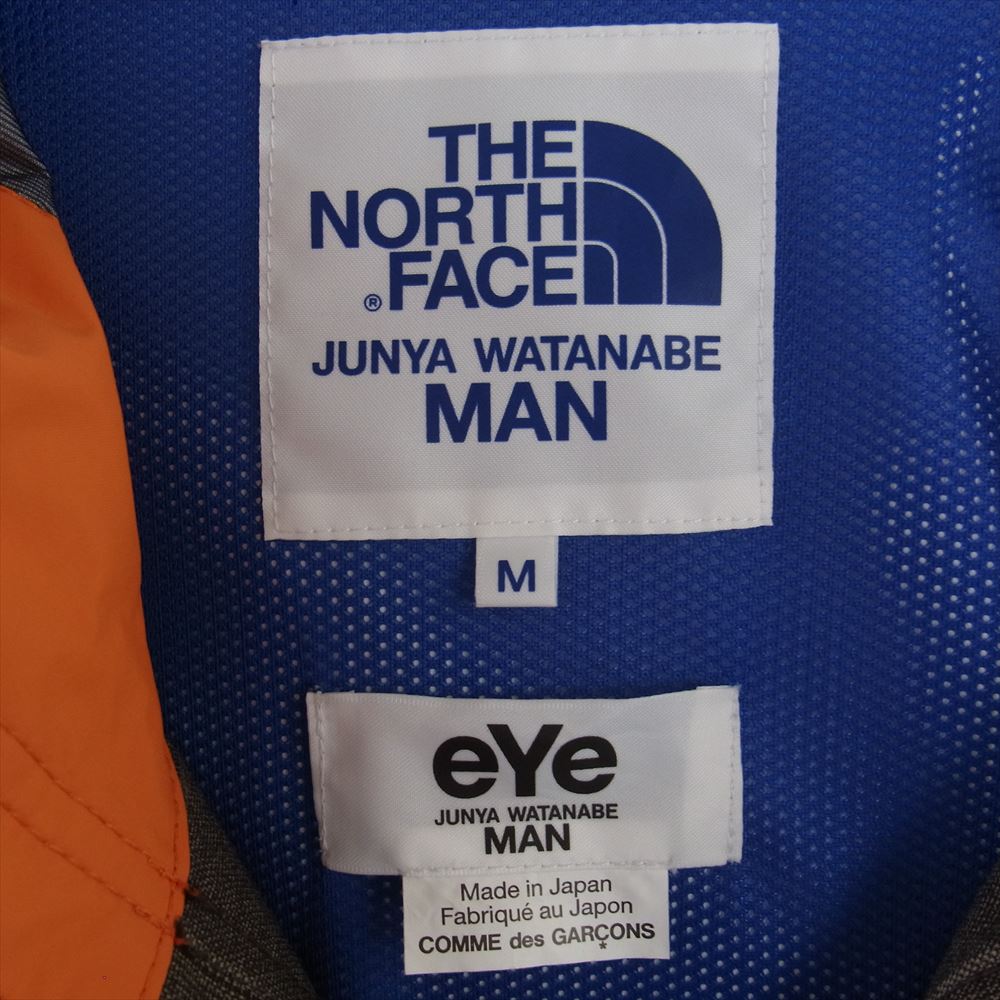 THE
NORTH
® FACE
JUNYA WATANABE
MAN
M
eYe
JUNYA WATANABE
MAN
Made in Japan
Fabriqué au Japon
COMME des GARÇONS
*